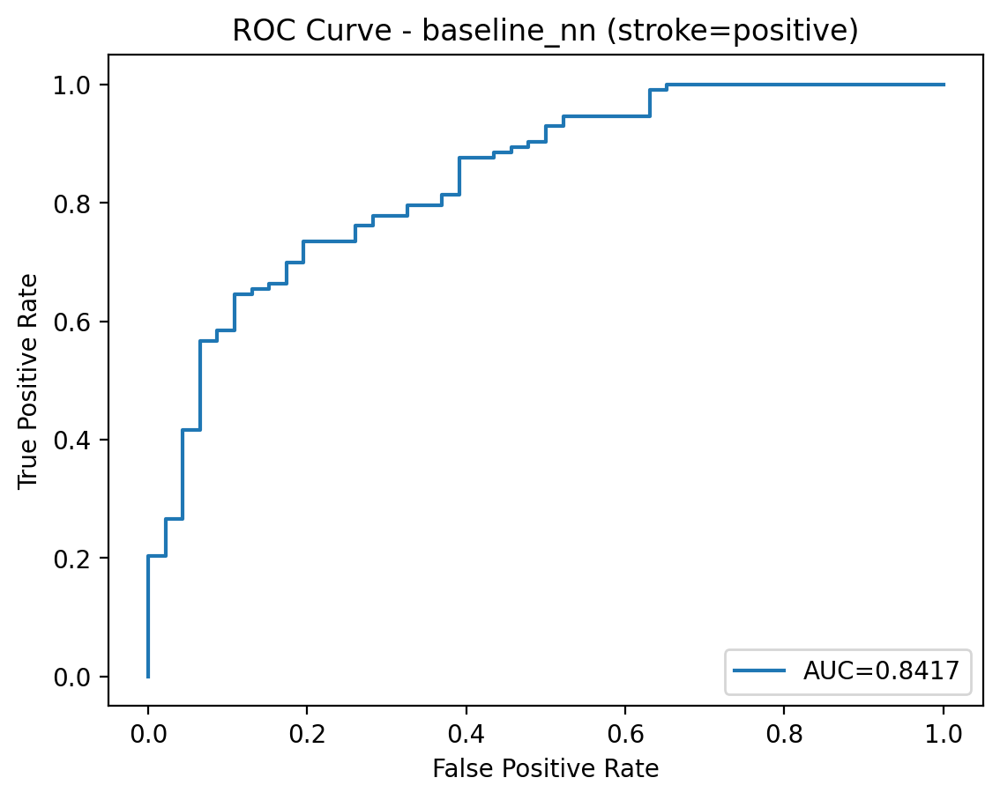 ROC Curve - baseline_nn (stroke=positive)
1.0
0.8
0.6
0.4
0.2
0.0
True Positive Rate
AUC=0.8417
0.0 0.2 0.4 0.6 0.8 1.0
False Positive Rate